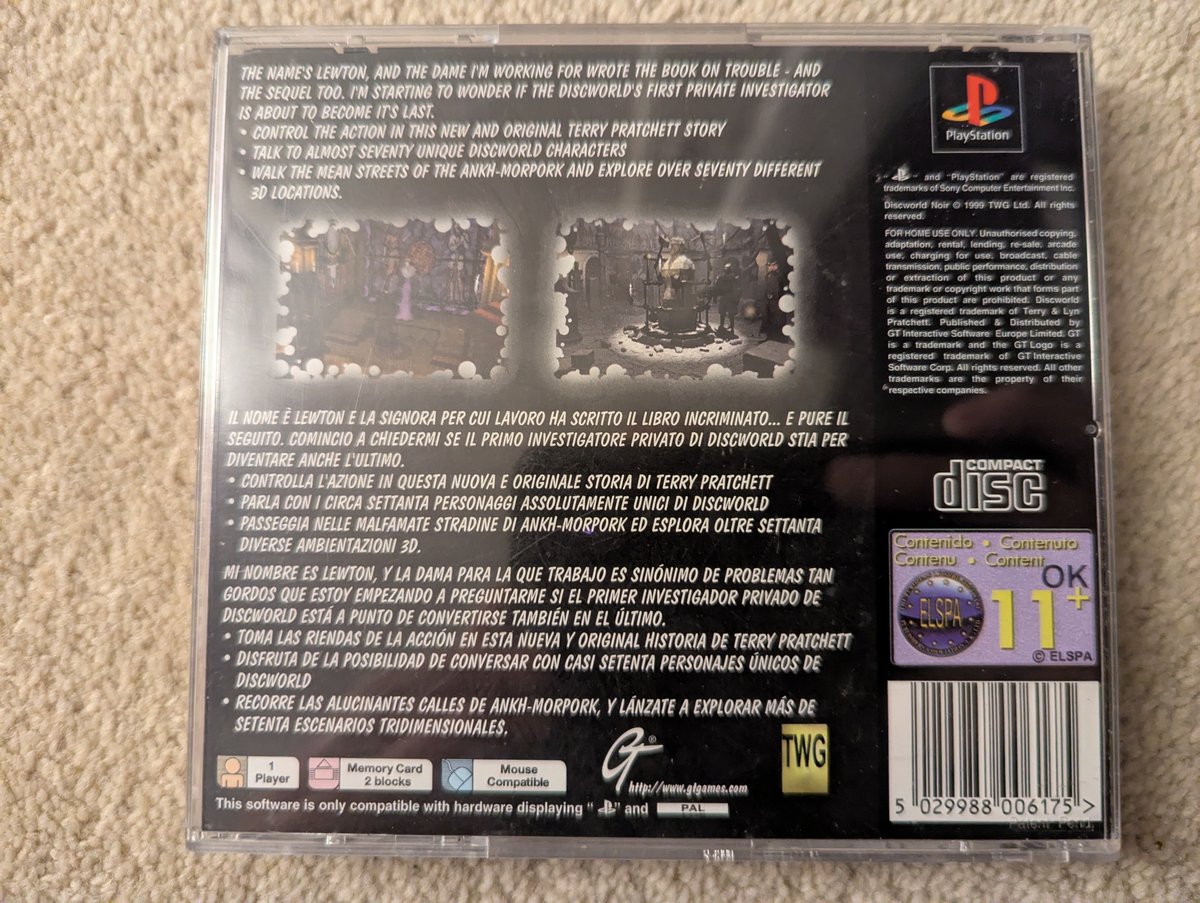 THE NAME'S LEWTON, AND THE DAME I'M WORKING FOR WROTE THE BOOK ON TROUBLE - AND
THE SEQUEL TOO. I'M STARTING TO WONDER IF THE DISCWORLD'S FIRST PRIVATE INVESTIGATOR
IS ABOUT TO BECOME IT'S LAST.
• CONTROL THE ACTION IN THIS NEW AND ORIGINAL TERRY PRATCHETT STORY
• TALK TO ALMOST SEVENTY UNIQUE DISCWORLD CHARACTERS
• WALK THE MEAN STREETS OF THE ANKH-MORPORK AND EXPLORE OVER SEVENTY DIFFERENT
3D LOCATIONS.
IL NOME È LEWTON E LA SIGNORA PER CUI LAVORO HA SCRITTO IL LIBRO INCRIMINATO... E PURE IL
SEGUITO. COMINCIO A CHIEDERMI SE IL PRIMO INVESTIGATORE PRIVATO DI DISCWORLD STIA PER
DIVENTARE ANCHE L'ULTIMO.
• CONTROLLA L'AZIONE IN QUESTA NUOVA E ORIGINALE STORIA DI TERRY PRATCHETT
• PARLA CON I CIRCA SETTANTA PERSONAGGI ASSOLUTAMENTE UNICI DI DISCWORLD
• PASSEGGIA NELLE MALFAMATE STRADINE DI ANKH-MORPORK ED ESPLORA OLTRE SETTANTA
DIVERSE AMBIENTAZIONI 3D.
MI NOMBRE ES LEWTON, Y LA DAMA PARA LA QUE TRABAJO ES SINÓNIMO DE PROBLEMAS TAN
GORDOS QUE ESTOY EMPEZANDO A PREGUNTARME SI EL PRIMER INVESTIGADOR PRIVADO DE
DISCWORLD ESTÁ A PUNTO DE CONVERTIRSE TAMBIÉN EN EL ÚLTIMO.
• TOMA LAS RIENDAS DE LA ACCIÓN EN ESTA NUEVA Y ORIGINAL HISTORIA DE TERRY PRATCHETT
• DISFRUTA DE LA POSIBILIDAD DE CONVERSAR CON CASI SETENTA PERSONAJES ÚNICOS DE
DISCWORLD
• RECORRE LAS ALUCINANTES CALLES DE ANKH-MORPORK, Y LÁNZATE A EXPLORAR MÁS DE
SETENTA ESCENARIOS TRIDIMENSIONALES.
1
Player
Memory Card
2 blocks
Mouse
Compatible
GT®
http://www.gtgames.com
TWG
This software is only compatible with hardware displaying " " and PAL
PlayStation
" " and "PlayStation" are registered
trademarks of Sony Computer Entertainment Inc.
Discworld Noir © 1999 TWG Ltd. All rights
reserved.
FOR HOME USE ONLY. Unauthorised copying,
adaptation, rental, lending, re-sale, arcade
use, charging for use, broadcast, cable
transmission, public performance, distribution
or extraction of this product or any
trademark or copyright work that forms part
of this product are prohibited. Discworld
is a registered trademark of Terry & Lyn
Pratchett. Published & Distributed by
GT Interactive Software Europe Limited. GT
is a trademark and the GT Logo is a
registered trademark of GT Interactive
Software Corp. All rights reserved. All other
trademarks are the property of their
respective companies.
COMPACT
disc
Contenido • Contenuto
Contenu • Content
OK
ELSPA
11+
© ELSPA
5 029988 006175 >
Patent Pend.